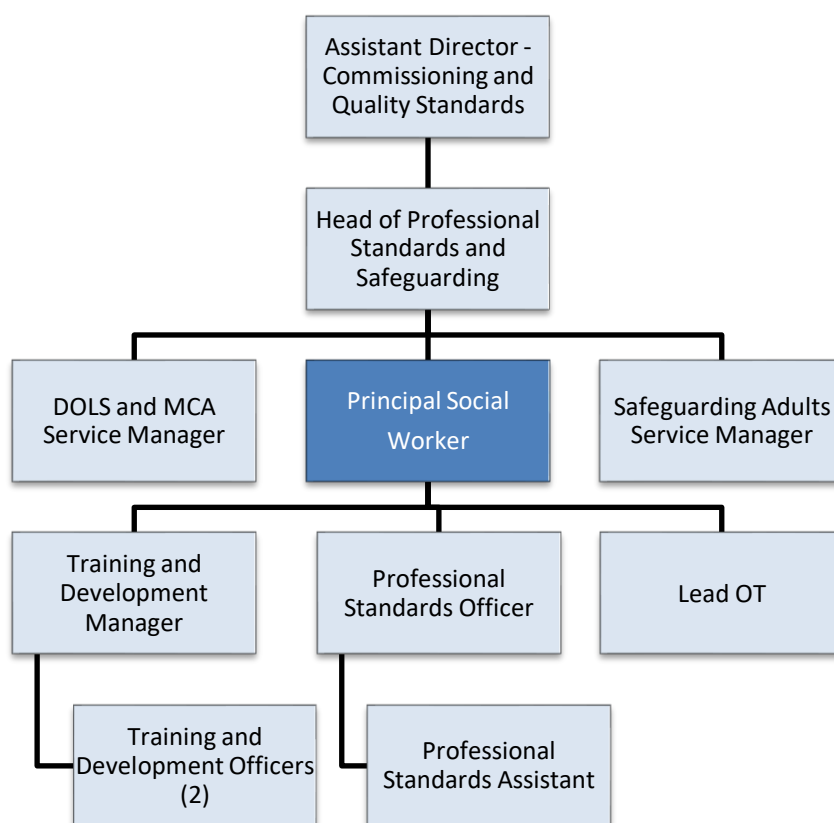 Assistant Director -
Commissioning and
Quality Standards
Head of Professional
Standards and
Safeguarding
DOLS and MCA
Service Manager
Principal Social
Worker
Safeguarding Adults
Service Manager
Training and
Development
Manager
Professional
Standards Officer
Lead OT
Training and
Development Officers
(2)
Professional
Standards Assistant